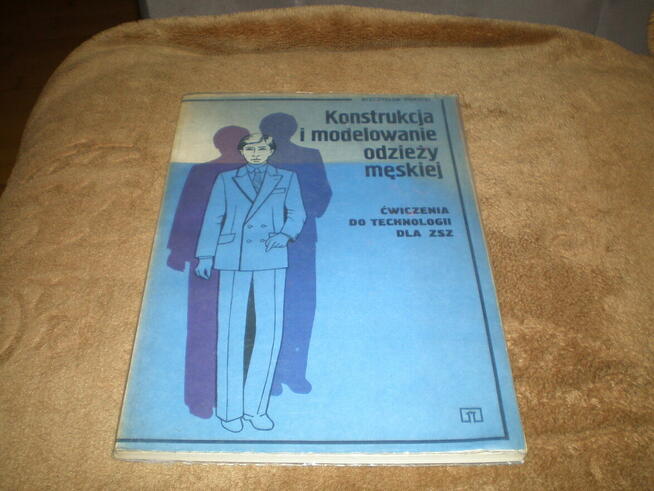 Konstrukcja
i modelowanie
odzieży
męskiej
ĆWICZENIA
DO TECHNOLOGII
DLA ZSZ